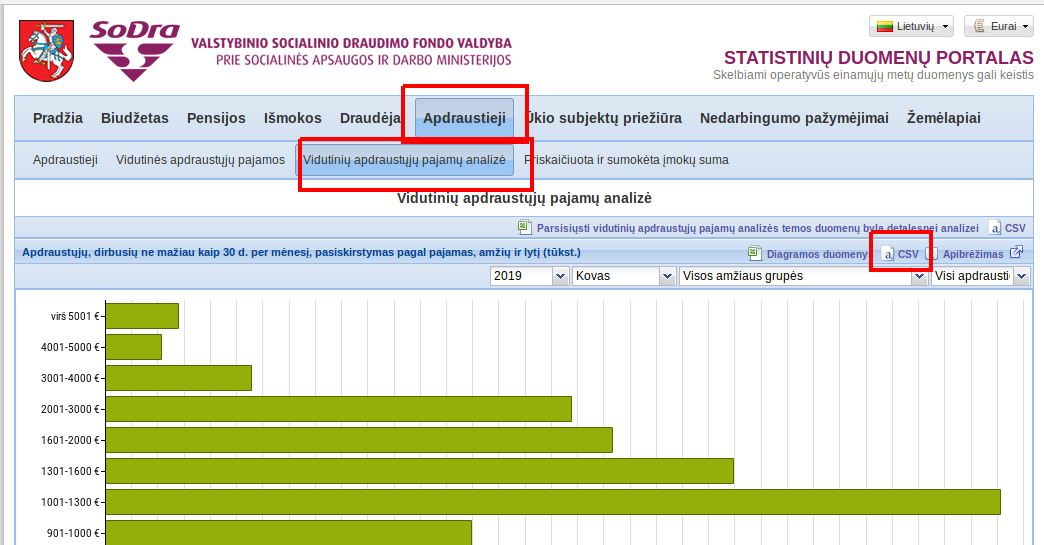 SoDra
VALSTYBINIO SOCIALINIO DRAUDIMO FONDO VALDYBA
PRIE SOCIALINĖS APSAUGOS IR DARBO MINISTERIJOS
Lietuvių Eurai
STATISTINIŲ DUOMENŲ PORTALAS
Skelbiami operatyvūs einamųjų metų duomenys gali keistis
Pradžia Biudžetas Pensijos Išmokos Draudėja Apdraustieji Ūkio subjektų priežiūra Nedarbingumo pažymėjimai Žemėlapiai
Apdraustieji Vidutinės apdraustųjų pajamos Vidutinių apdraustųjų pajamų analizė Priskaičiuota ir sumokėta įmokų suma
Vidutinių apdraustųjų pajamų analizė
Parsisiųsti vidutinių apdraustųjų pajamų analizės temos duomenų bylą detalesnei analizei CSV
Apdraustųjų, dirbusių ne mažiau kaip 30 d. per mėnesį, pasiskirstymas pagal pajamas, amžių ir lytį (tūkst.) Diagramos duomenys CSV Apibrėžimas
2019 Kovas Visos amžiaus grupės Visi apdrausti
virš 5001 €
4001-5000 €
3001-4000 €
2001-3000 €
1601-2000 €
1301-1600 €
1001-1300 €
901-1000 €